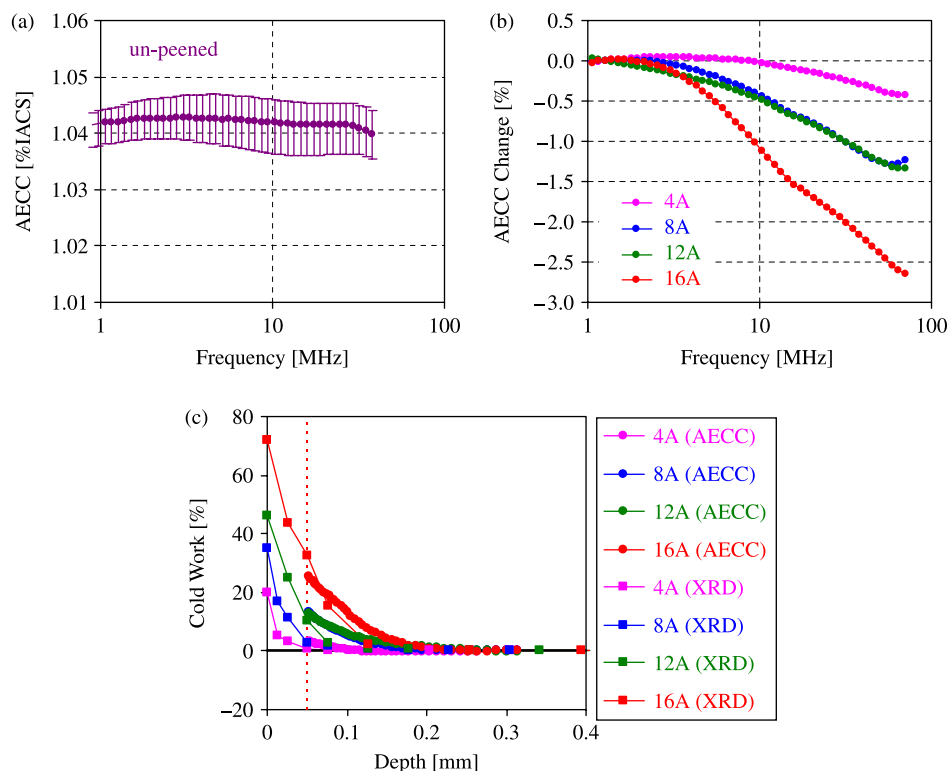 (a)
1.06
1.05
1.04
1.03
1.02
1.01
AECC [%IACS]
un-peened
1
10
100
Frequency [MHz]
(b)
0.5
0.0
−0.5
−1.0
−1.5
−2.0
−2.5
−3.0
AECC Change [%]
4A
8A
12A
16A
1
10
100
Frequency [MHz]
(c)
80
60
40
20
0
−20
Cold Work [%]
0
0.1
0.2
0.3
0.4
Depth [mm]
4A (AECC)
8A (AECC)
12A (AECC)
16A (AECC)
4A (XRD)
8A (XRD)
12A (XRD)
16A (XRD)